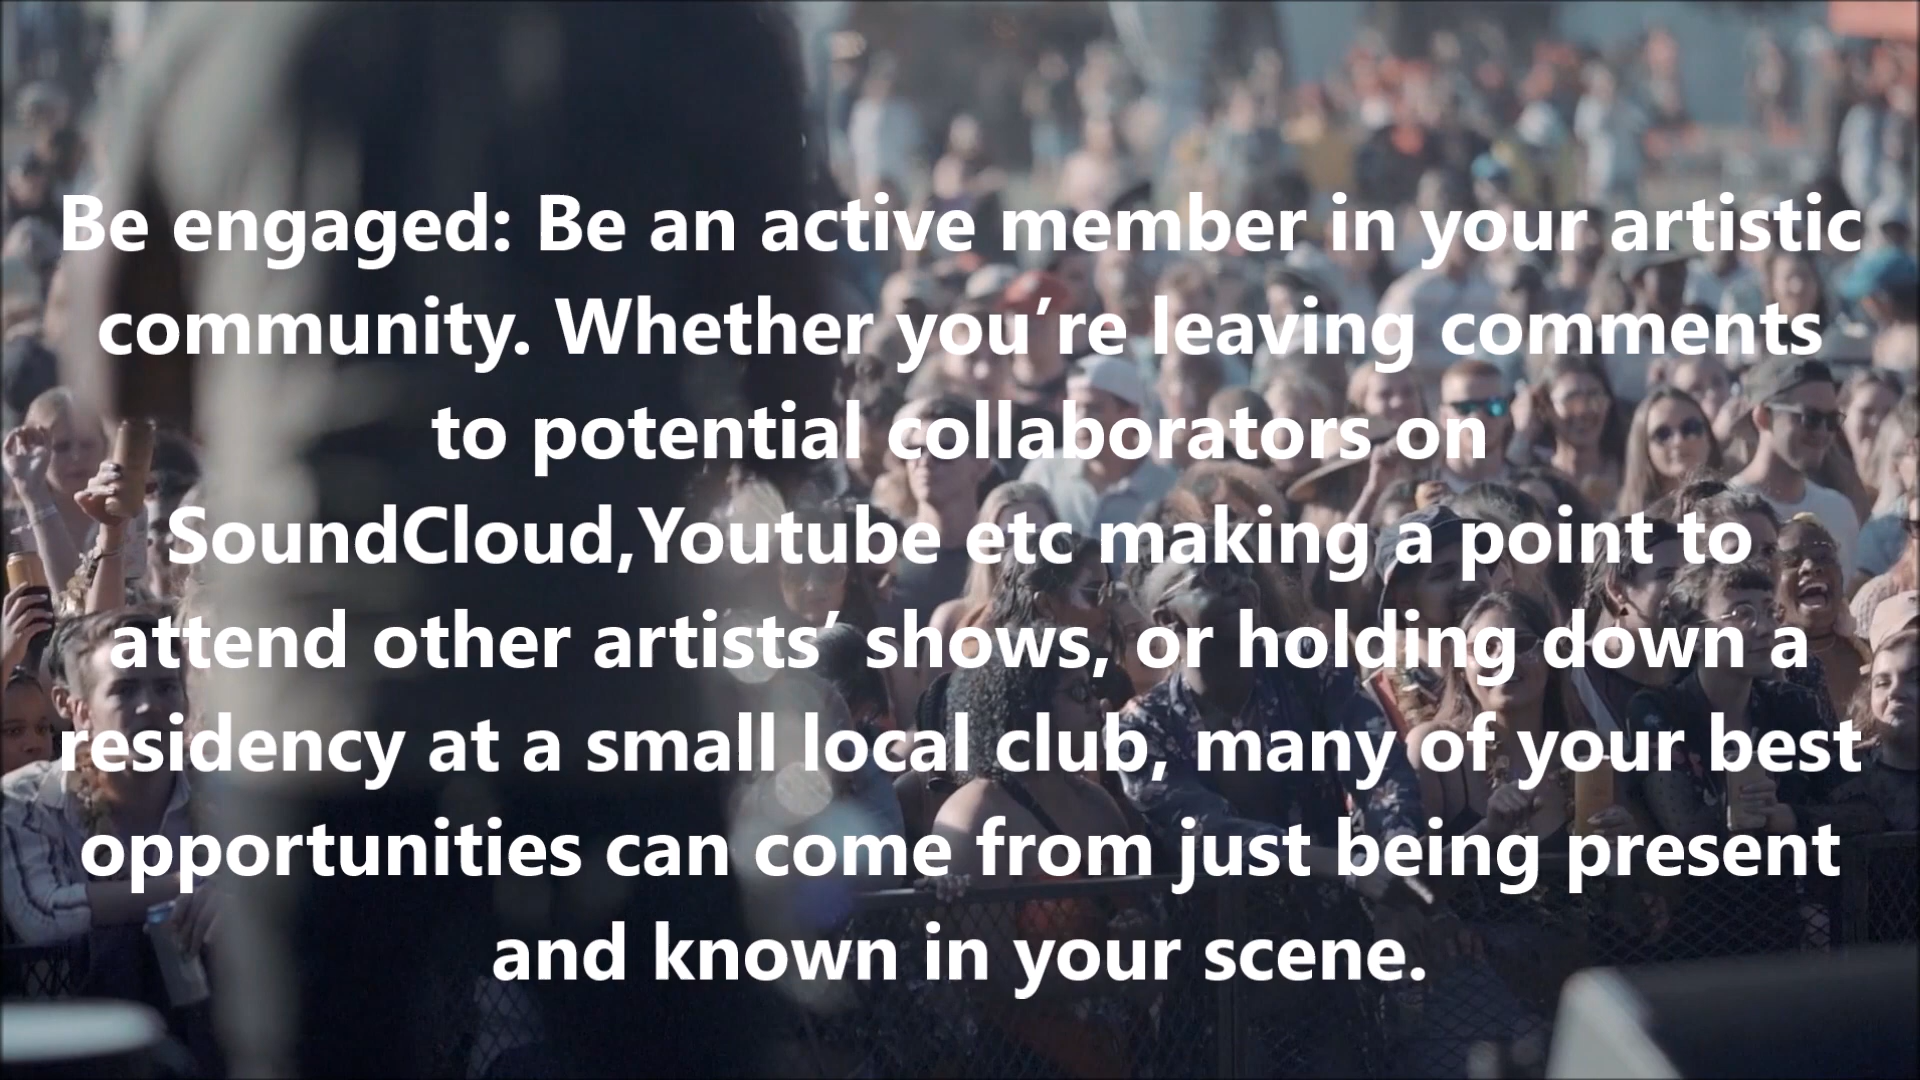 Be engaged: Be an active member in your artistic
community. Whether you’re leaving comments
to potential collaborators on
SoundCloud,Youtube etc making a point to
attend other artists’ shows, or holding down a
residency at a small local club, many of your best
opportunities can come from just being present
and known in your scene.